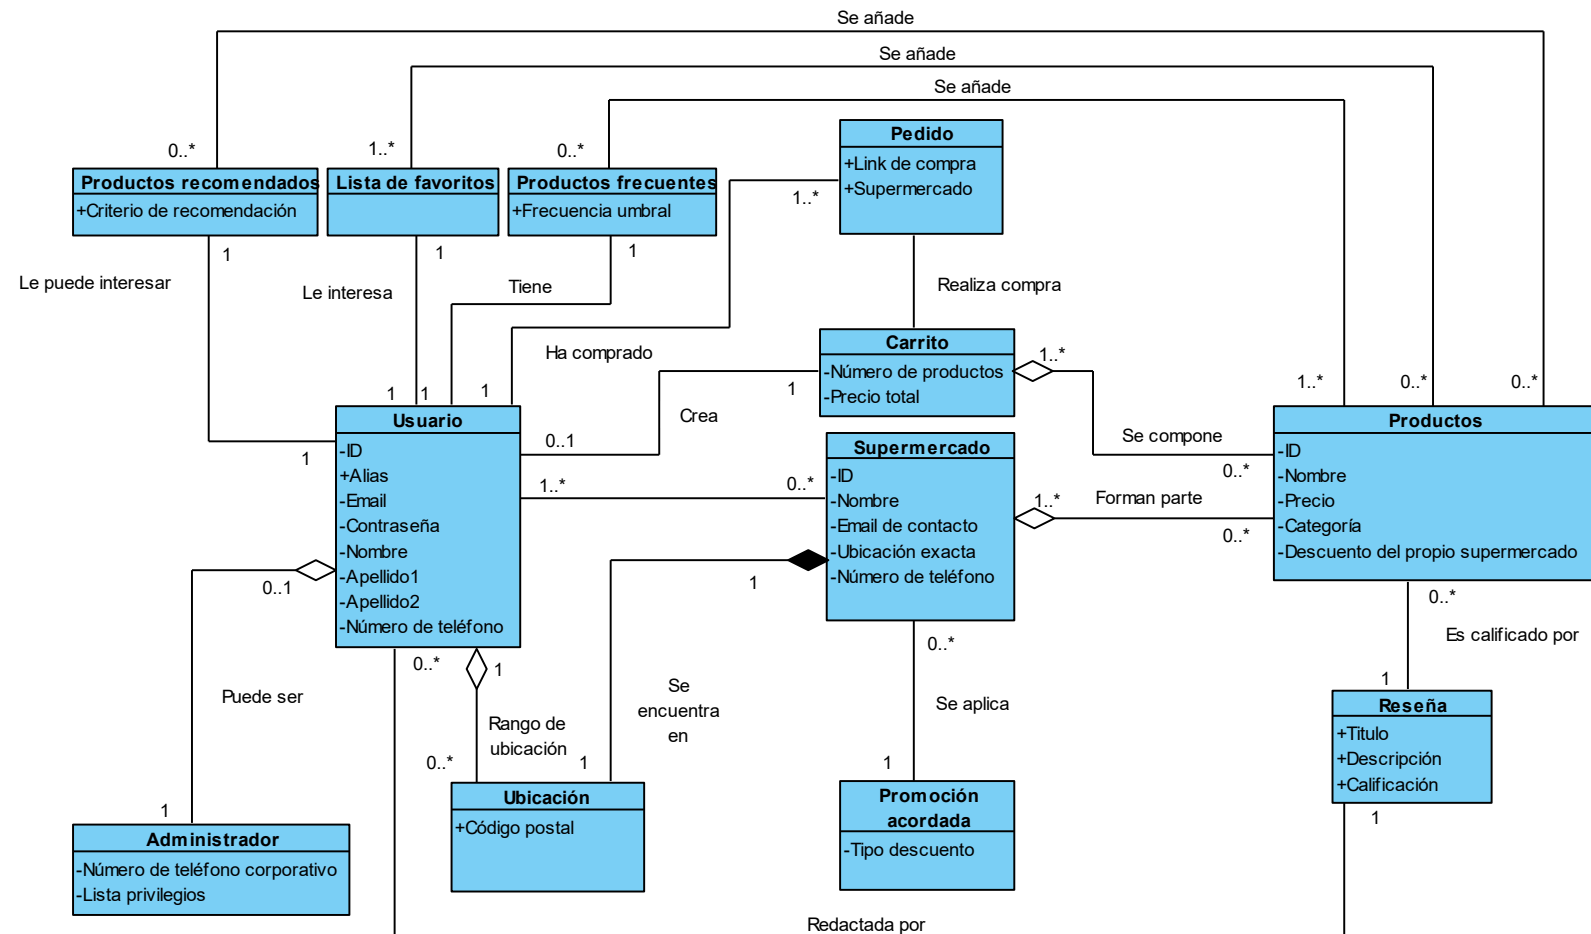 Se añade
Se añade
Se añade
0..*
1..*
0..*
Productos recomendados
+Criterio de recomendación
Lista de favoritos
Productos frecuentes
+Frecuencia umbral
Pedido
+Link de compra
+Supermercado
1..*
1
1
1
Le puede interesar
Le interesa
Tiene
Realiza compra
Ha comprado
Carrito
-Número de productos
-Precio total
1..*
1
1
1
1
1
Crea
0..1
1..*
0..*
0..*
Usuario
-ID
+Alias
-Email
-Contraseña
-Nombre
-Apellido1
-Apellido2
-Número de teléfono
1
Supermercado
-ID
-Nombre
-Email de contacto
-Ubicación exacta
-Número de teléfono
1..*
0..*
Se compone
0..*
1..*
Forman parte
0..*
Productos
-ID
-Nombre
-Precio
-Categoría
-Descuento del propio supermercado
0..1
1
0..*
1
0..*
0..*
Es calificado por
Puede ser
Se
encuentra
en
Se aplica
1
Rango de
ubicación
0..*
1
1
1
Reseña
+Titulo
+Descripción
+Calificación
1
Administrador
-Número de teléfono corporativo
-Lista privilegios
Ubicación
+Código postal
Promoción
acordada
-Tipo descuento
Redactada por